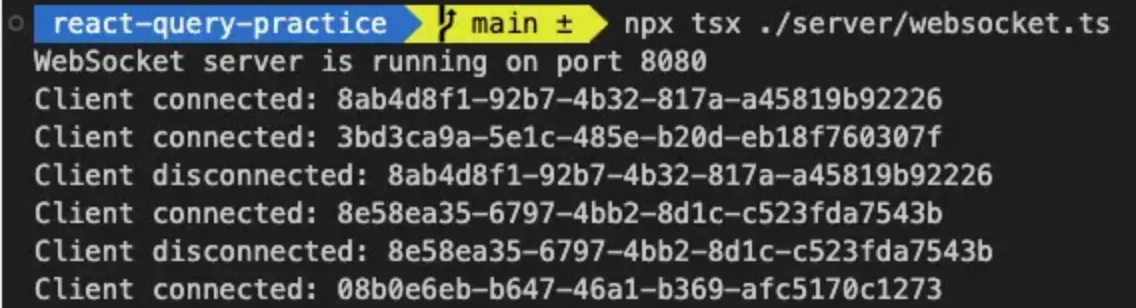 react-query-practice main ± npx tsx ./server/websocket.ts
WebSocket server is running on port 8080
Client connected: 8ab4d8f1-92b7-4b32-817a-a45819b92226
Client connected: 3bd3ca9a-5e1c-485e-b20d-eb18f760307f
Client disconnected: 8ab4d8f1-92b7-4b32-817a-a45819b92226
Client connected: 8e58ea35-6797-4bb2-8d1c-c523fda7543b
Client disconnected: 8e58ea35-6797-4bb2-8d1c-c523fda7543b
Client connected: 08b0e6eb-b647-46a1-b369-afc5170c1273